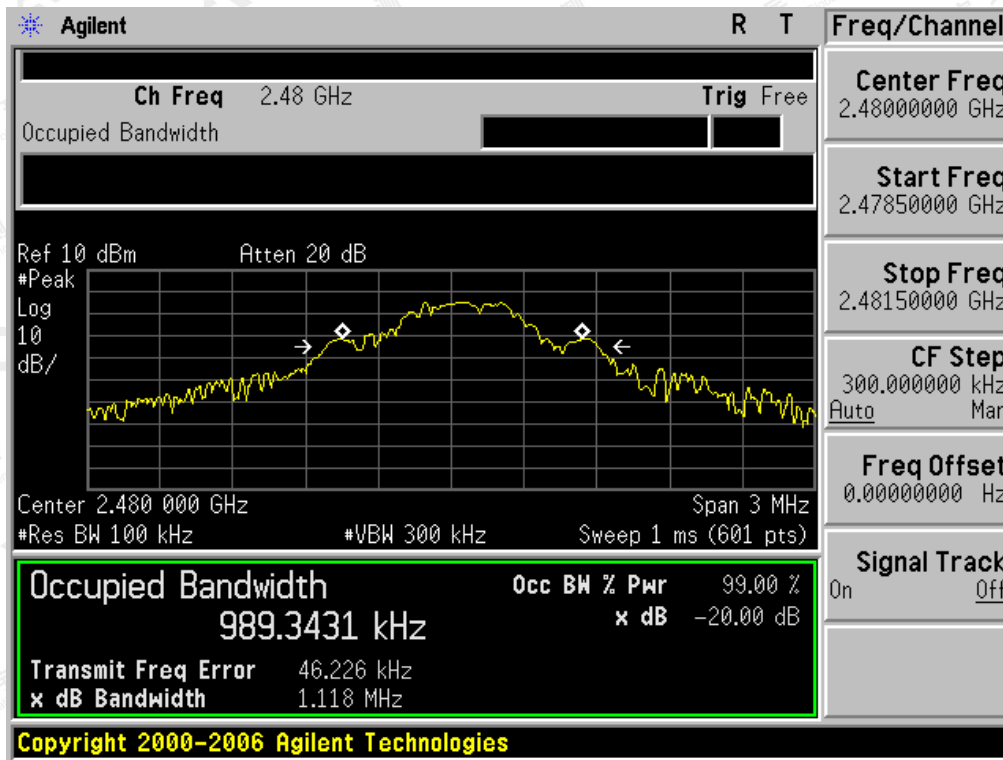 Agilent R T Freq/Channel
Ch Freq 2.48 GHz Trig Free
Occupied Bandwidth
Center Freq
2.48000000 GHz
Start Freq
2.47850000 GHz
Stop Freq
2.48150000 GHz
CF Step
300.000000 kHz
Auto Man
Freq Offset
0.00000000 Hz
Signal Track
On Off
Ref 10 dBm Atten 20 dB
#Peak
Log
10
dB/
Center 2.480 000 GHz Span 3 MHz
#Res BW 100 kHz #VBW 300 kHz Sweep 1 ms (601 pts)
Occupied Bandwidth
989.3431 kHz
Occ BW % Pwr 99.00 %
x dB -20.00 dB
Transmit Freq Error 46.226 kHz
x dB Bandwidth 1.118 MHz
Copyright 2000-2006 Agilent Technologies